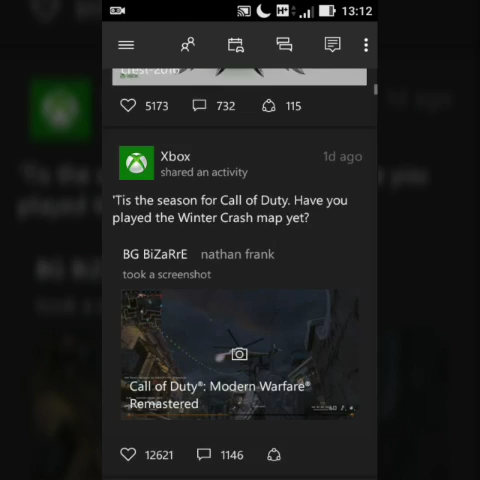 H+
13:12
Crest-2016
5173
732
115
Xbox
1d ago
shared an activity
'Tis the season for Call of Duty. Have you
played the Winter Crash map yet?
BG BiZaRrE nathan frank
took a screenshot
Call of Duty®: Modern Warfare®
Remastered
12621
1146